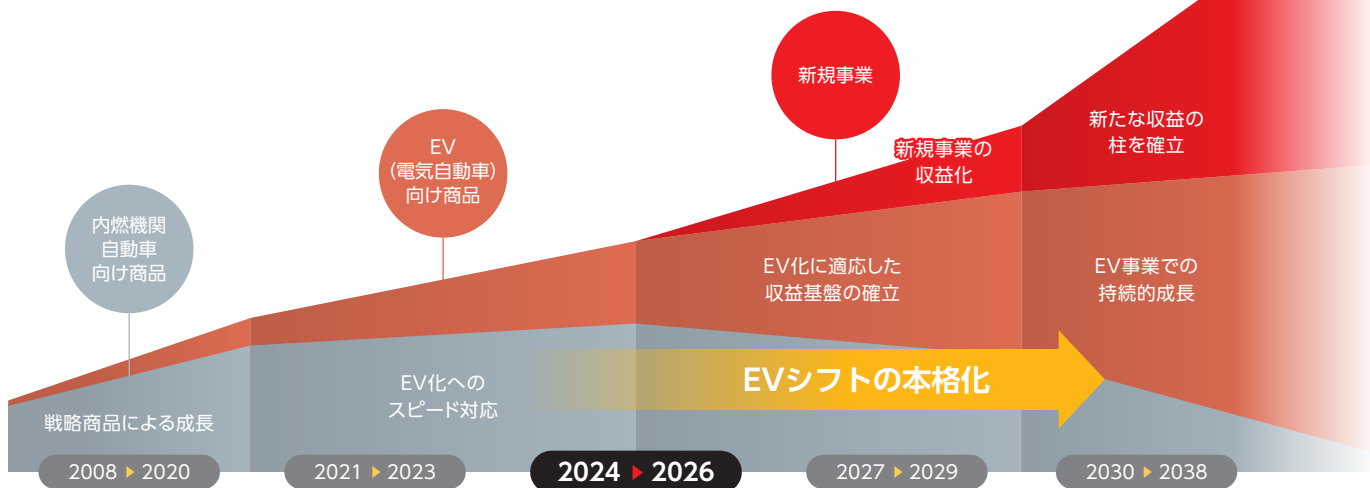 新規事業
EV
(電気自動車)
向け商品
内燃機関
自動車
向け商品
新規事業の
収益化
新たな収益の
柱を確立
EV化に適応した
収益基盤の確立
EV事業での
持続的成長
EV化への
スピード対応
EVシフトの本格化
戦略商品による成長
2008 ▶ 2020
2021 ▶ 2023
2024 ▶ 2026
2027 ▶ 2029
2030 ▶ 2038